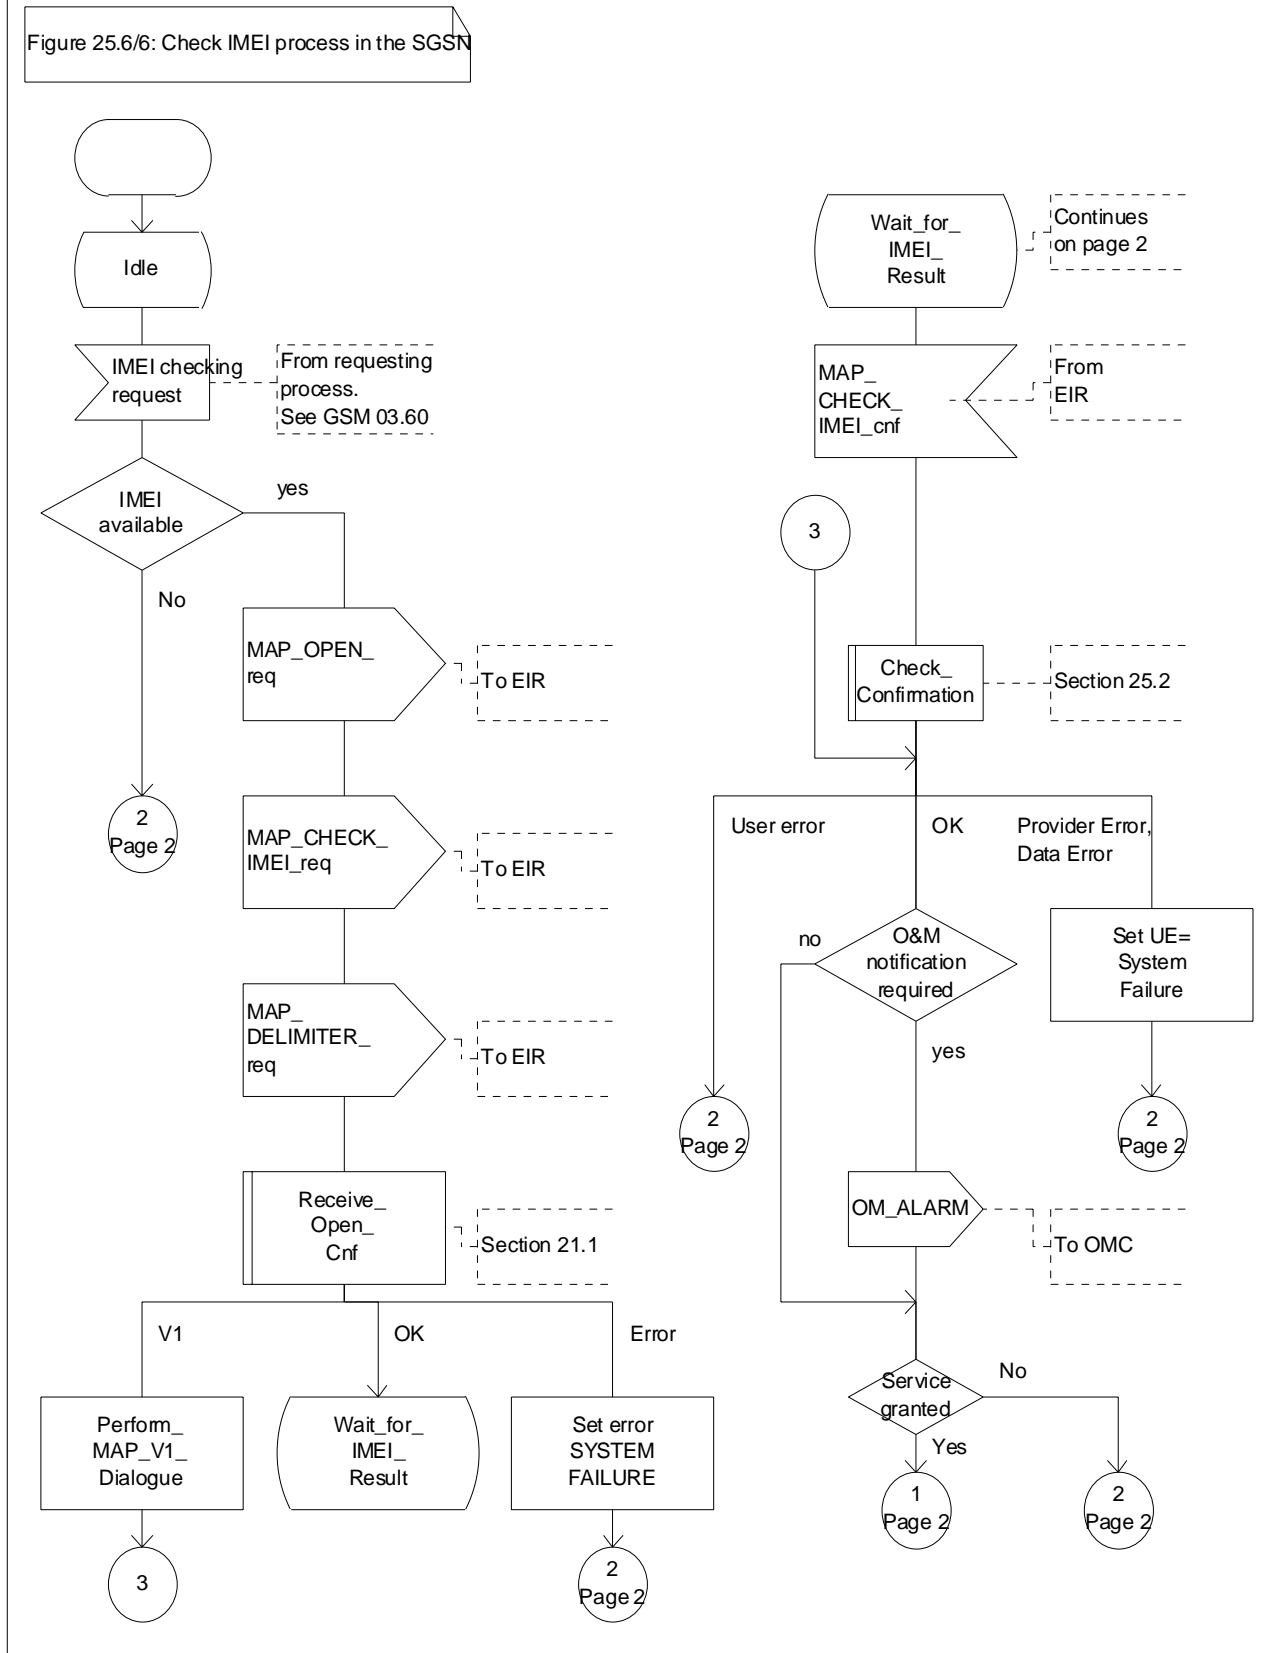 Figure 25.6/6: Check IMEI process in the SGSN
Idle
IMEI checking
request
From requesting
process.
See GSM 03.60
IMEI
available
yes
No
MAP_OPEN_
req
To EIR
2
Page 2
MAP_CHECK_
IMEI_req
To EIR
MAP_
DELIMITER_
req
To EIR
Receive_
Open_
Cnf
Section 21.1
V1
OK
Error
Perform_
MAP_V1_
Dialogue
Wait_for_
IMEI_
Result
Set error
SYSTEM
FAILURE
3
2
Page 2
Wait_for_
IMEI_
Result
Continues
on page 2
MAP_
CHECK_
IMEI_cnf
From
EIR
3
Check_
Confirmation
Section 25.2
User error
OK
Provider Error,
Data Error
no
O&M
notification
required
Set UE=
System
Failure
yes
2
Page 2
2
Page 2
OM_ALARM
To OMC
Service
granted
No
Yes
1
Page 2
2
Page 2